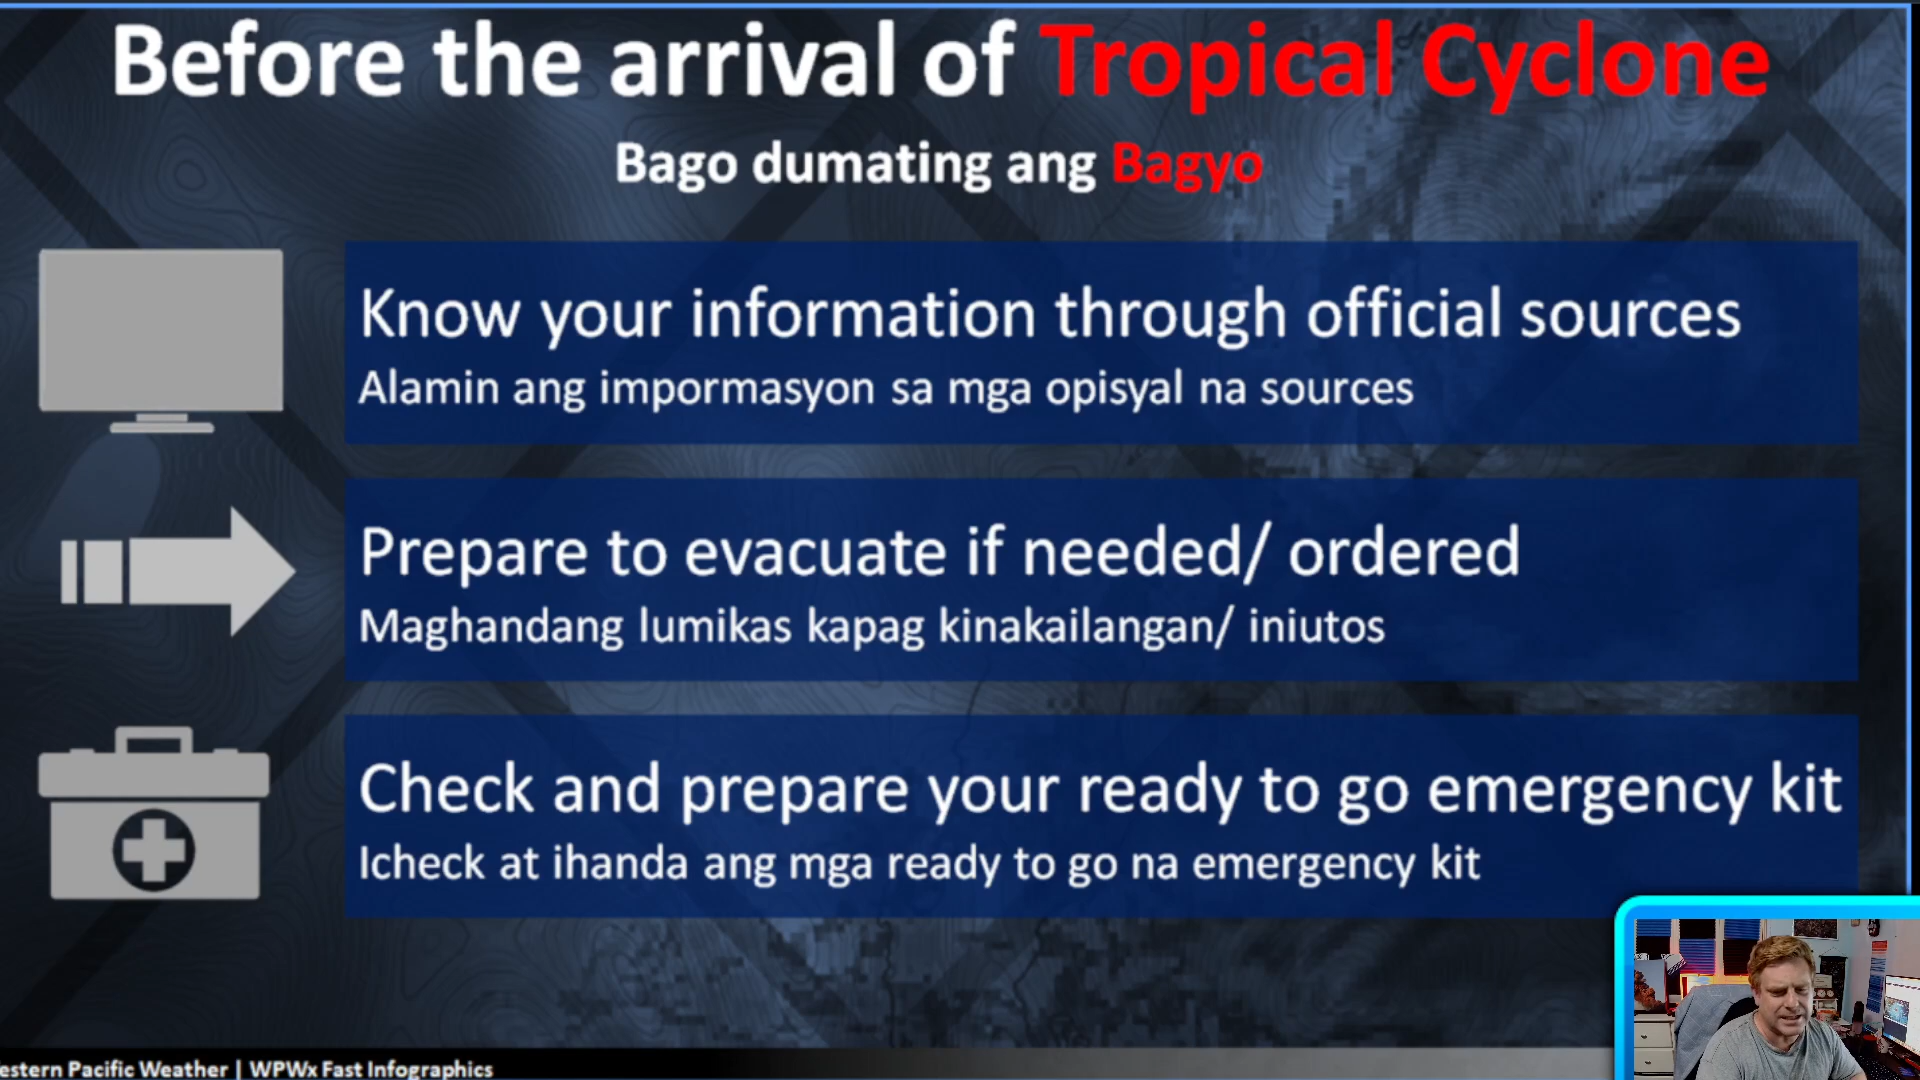 Before the arrival of Tropical Cyclone
Bago dumating ang Bagyo
Know your information through official sources
Alamin ang impormasyon sa mga opisyal na sources
Prepare to evacuate if needed/ ordered
Maghandang lumikas kapag kinakailangan/ iniutos
Check and prepare your ready to go emergency kit
Icheck at ihanda ang mga ready to go na emergency kit
estern Pacific Weather | WPWx Fast Infographics